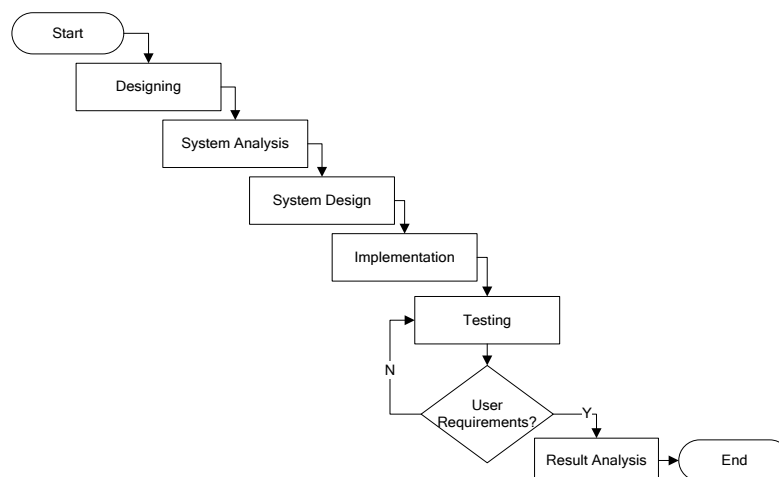 Start
Designing
System Analysis
System Design
Implementation
Testing
N
User
Requirements?
Y
Result Analysis
End